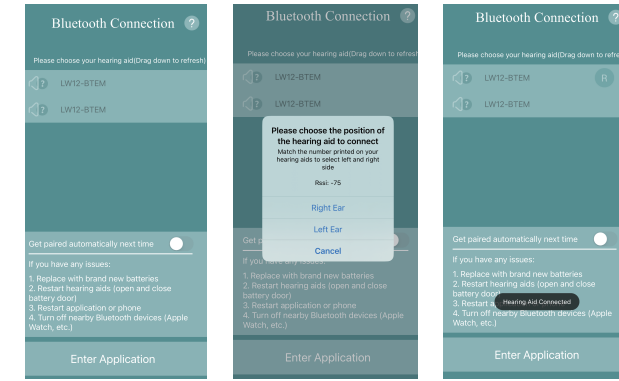 Bluetooth Connection ?
Please choose your hearing aid(Drag down to refresh)
? LW12-BTEM
? LW12-BTEM
Get paired automatically next time
If you have any issues:
1. Replace with brand new batteries
2. Restart hearing aids (open and close
battery door)
3. Restart application or phone
4. Turn off nearby Bluetooth devices (Apple
Watch, etc.)
Enter Application
Bluetooth Connection ?
Please choose your hearing aid(Drag down to refresh
? LW12-BTEM
? LW12-BTEM
Please choose the position of
the hearing aid to connect
Match the number printed on your
hearing aids to select left and right
side
Rssi: -75
Right Ear
Left Ear
Cancel
Get p
If you have any issues:
1. Replace with brand new batteries
2. Restart hearing aids (open and close
battery door)
3. Restart application or phone
4. Turn off nearby Bluetooth devices (Apple
Watch, etc.)
Enter Application
Bluetooth Connection ?
Please choose your hearing aid(Drag down to refre
? LW12-BTEM R
? LW12-BTEM
Get paired automatically next time
If you have any issues:
1. Replace with brand new batteries
2. Restart hearing aids (open and close
battery door)
3. Restart a
Hearing Aid Connected
4. Turn off nearby Bluetooth devices (Apple
Watch, etc.)
Enter Application